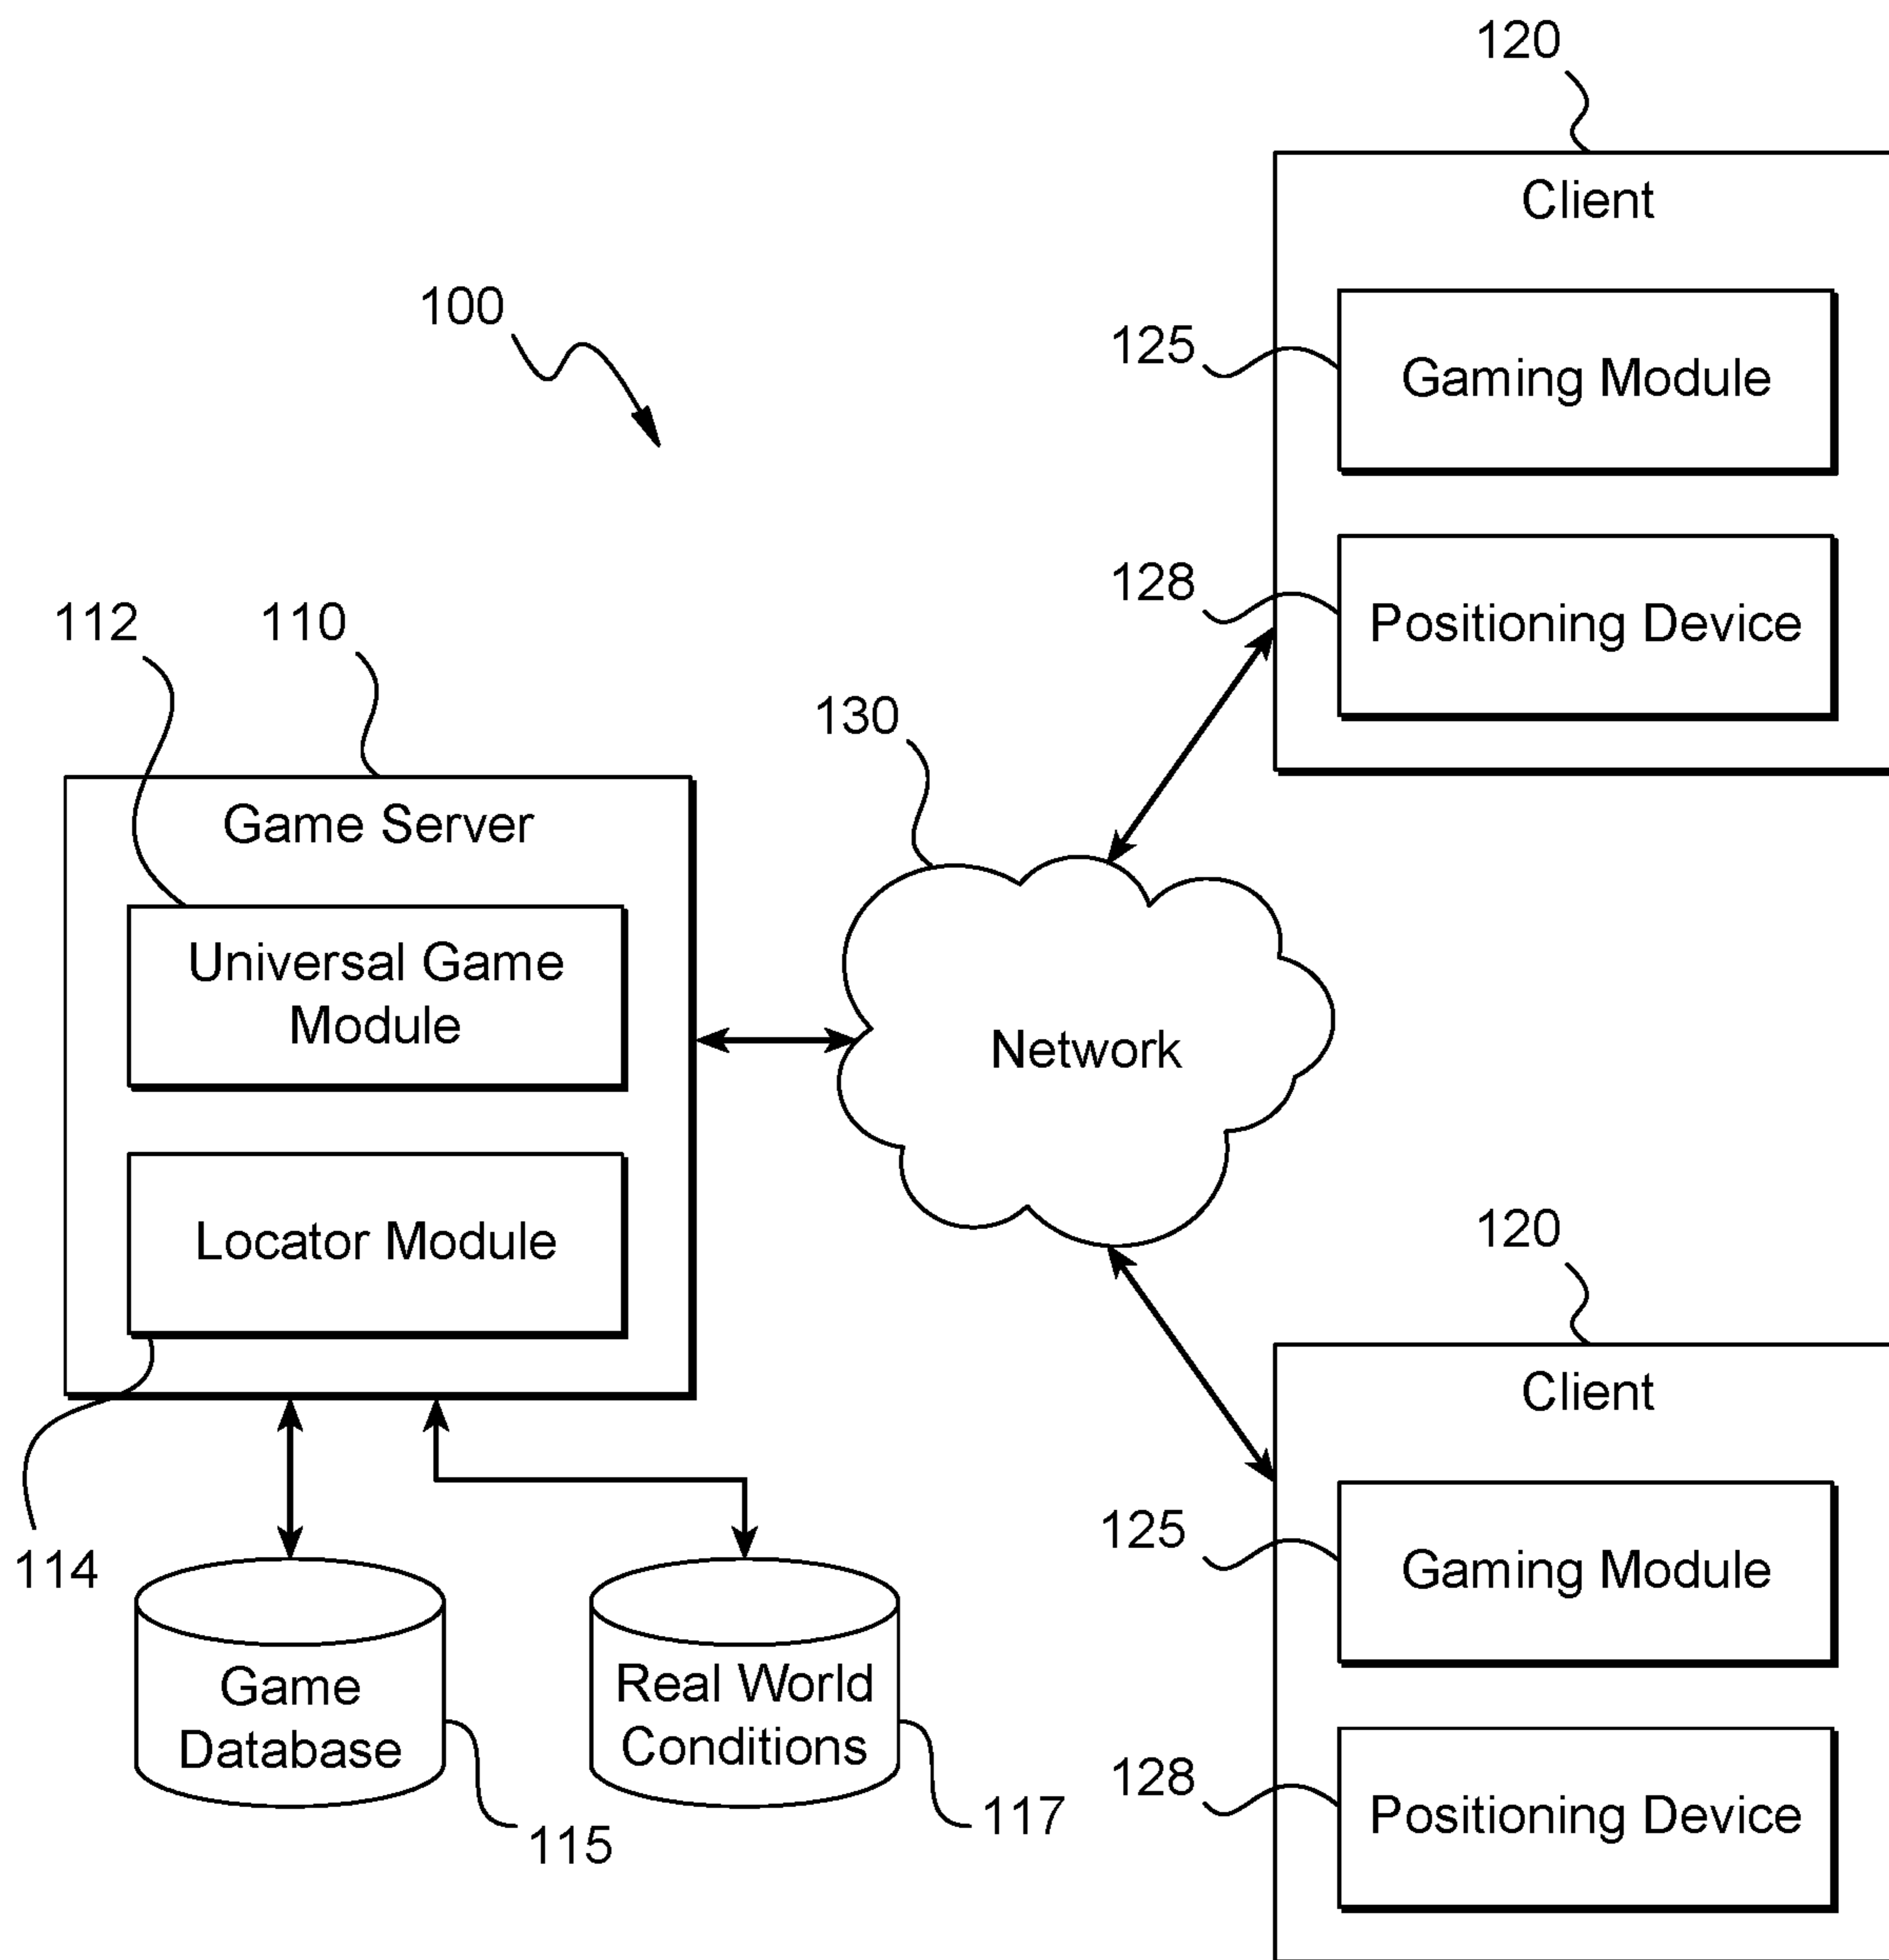 120
Client
100
125
Gaming Module
128
Positioning Device
112
110
130
Game Server
Universal Game
Module
Network
Locator Module
120
Client
125
Gaming Module
114
Game
Database
Real World
Conditions
128
Positioning Device
115
117